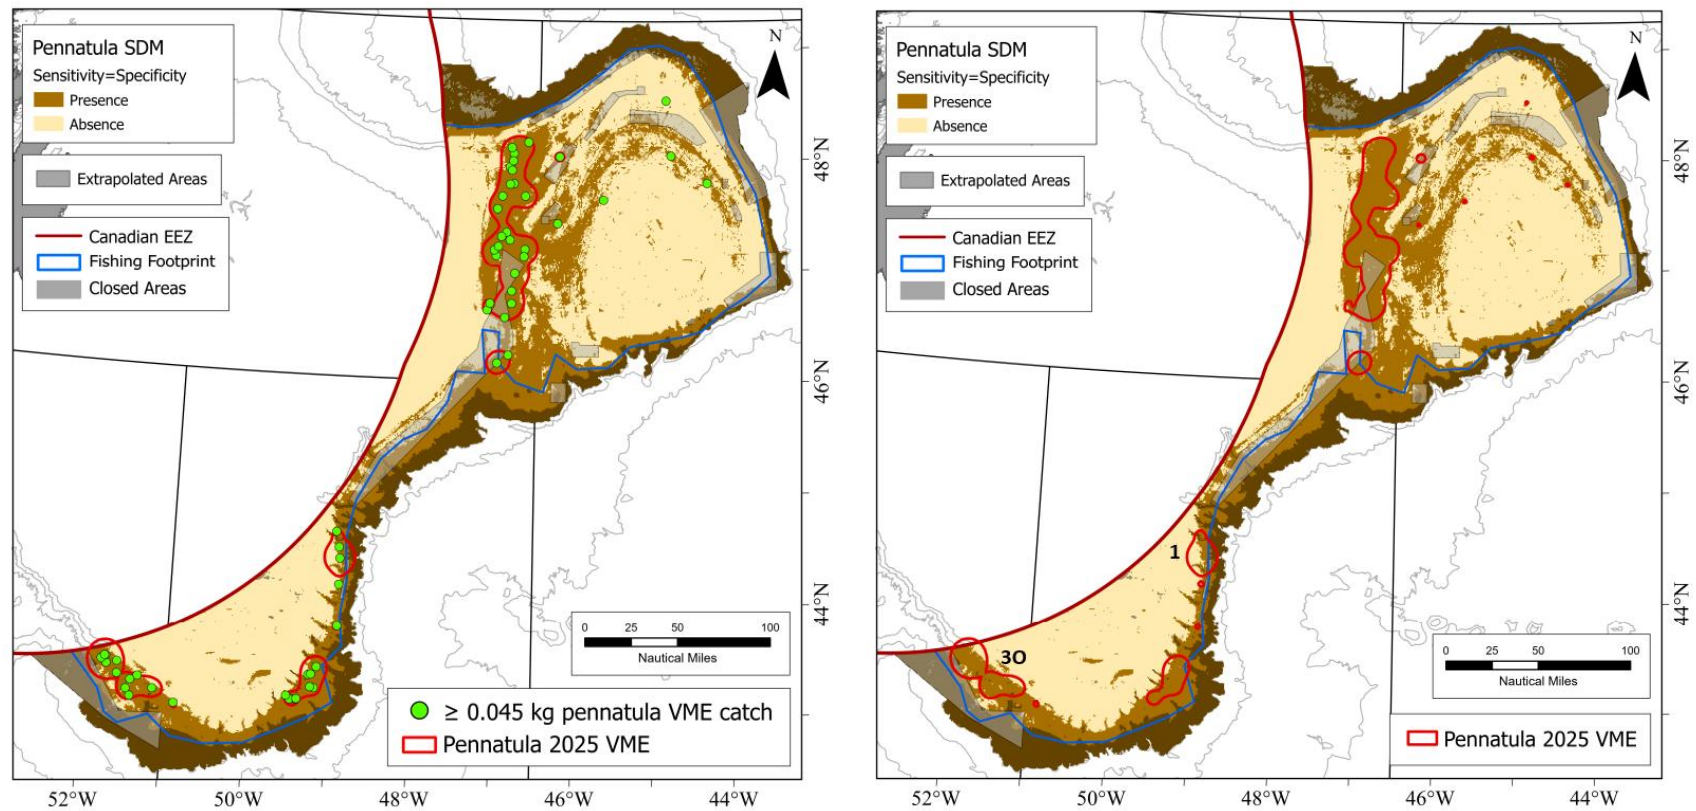 Pennatula SDM
Sensitivity=Specificity
Presence
Absence
Extrapolated Areas
Canadian EEZ
Fishing Footprint
Closed Areas
N
48°N
46°N
44°N
0 25 50 100
Nautical Miles
≥ 0.045 kg pennatula VME catch
Pennatula 2025 VME
52°W 50°W 48°W 46°W 44°W
Pennatula SDM
Sensitivity=Specificity
Presence
Absence
Extrapolated Areas
Canadian EEZ
Fishing Footprint
Closed Areas
N
48°N
46°N
1
44°N
3O
0 25 50 100
Nautical Miles
Pennatula 2025 VME
52°W 50°W 48°W 46°W 44°W